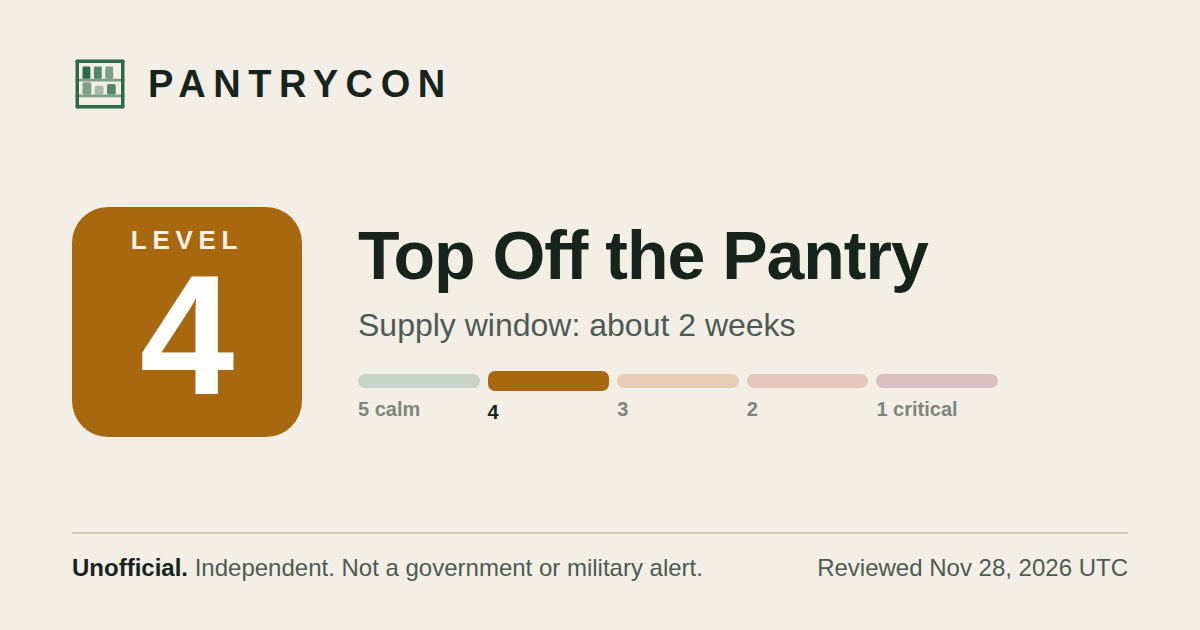 PANTRYCON
LEVEL
4
Top Off the Pantry
Supply window: about 2 weeks
5 calm
4
3
2
1 critical
Unofficial. Independent. Not a government or military alert.
Reviewed Nov 28, 2026 UTC